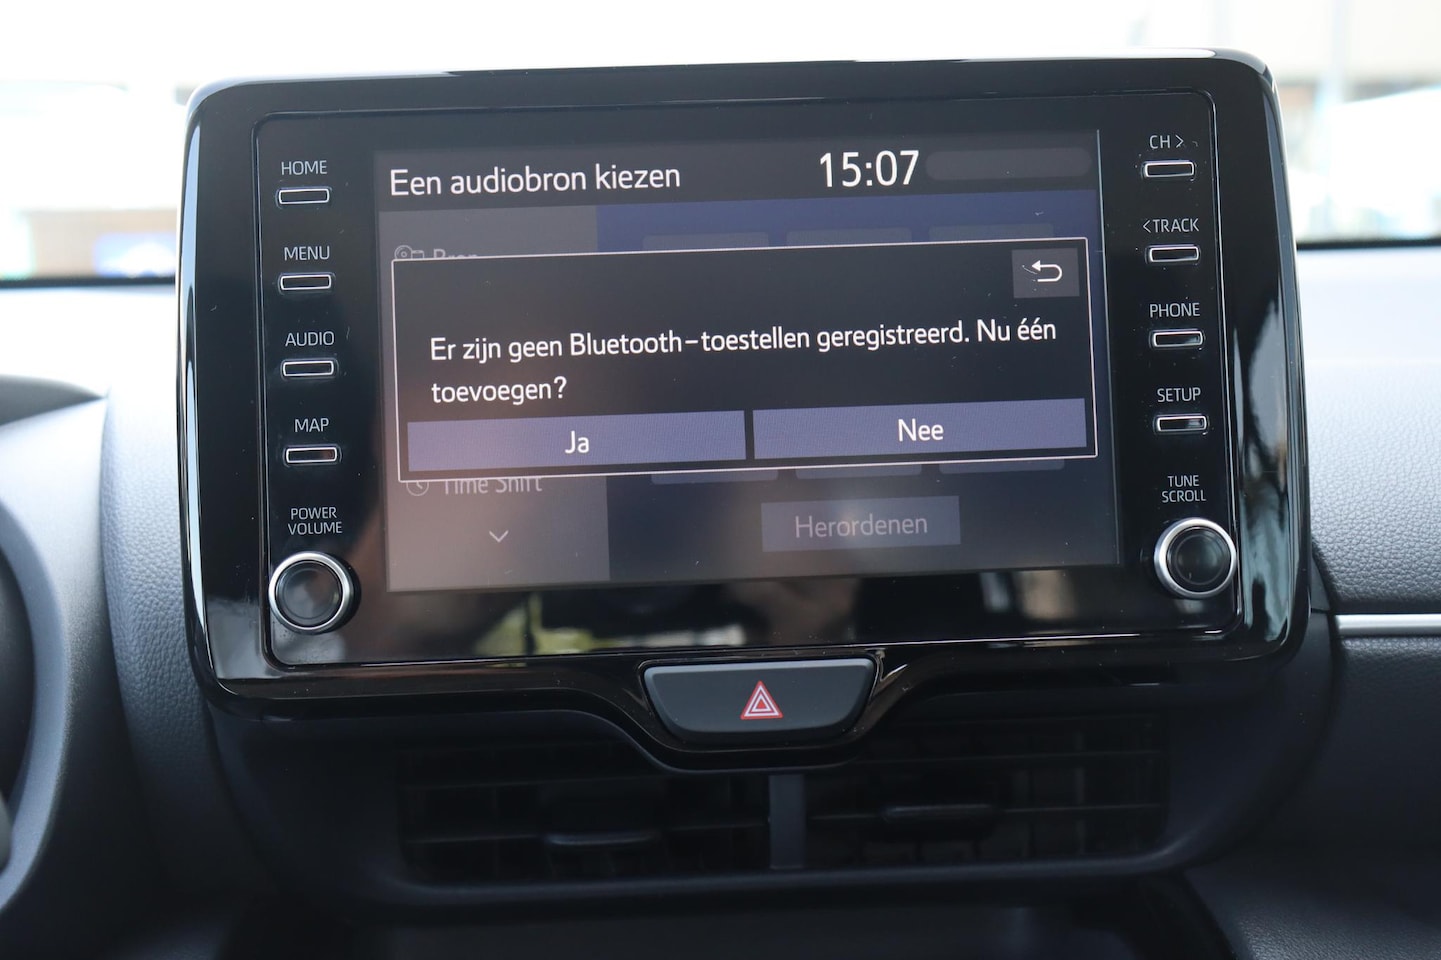 HOME
MENU
AUDIO
MAP
POWER
VOLUME
Een audiobron kiezen
15:07
Bron
Er zijn geen Bluetooth-toestellen geregistreerd. Nu één
toevoegen?
Ja
Nee
Time Shift
Herordenen
CH >
< TRACK
PHONE
SETUP
TUNE
SCROLL